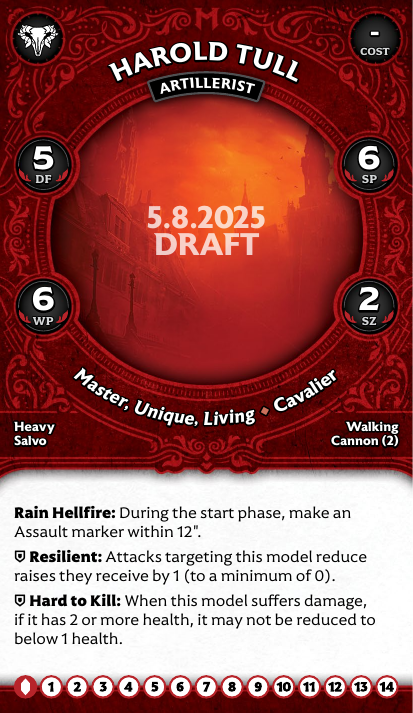 -
COST
HAROLD TULL
ARTILLERIST
5
DF
6
SP
5.8.2025
DRAFT
6
WP
2
SZ
Master, Unique, Living ♦ Cavalier
Heavy
Salvo
Walking
Cannon (2)
Rain Hellfire: During the start phase, make an
Assault marker within 12".
Resilient: Attacks targeting this model reduce
raises they receive by 1 (to a minimum of 0).
Hard to Kill: When this model suffers damage,
if it has 2 or more health, it may not be reduced to
below 1 health.
1 2 3 4 5 6 7 8 9 10 11 12 13 14